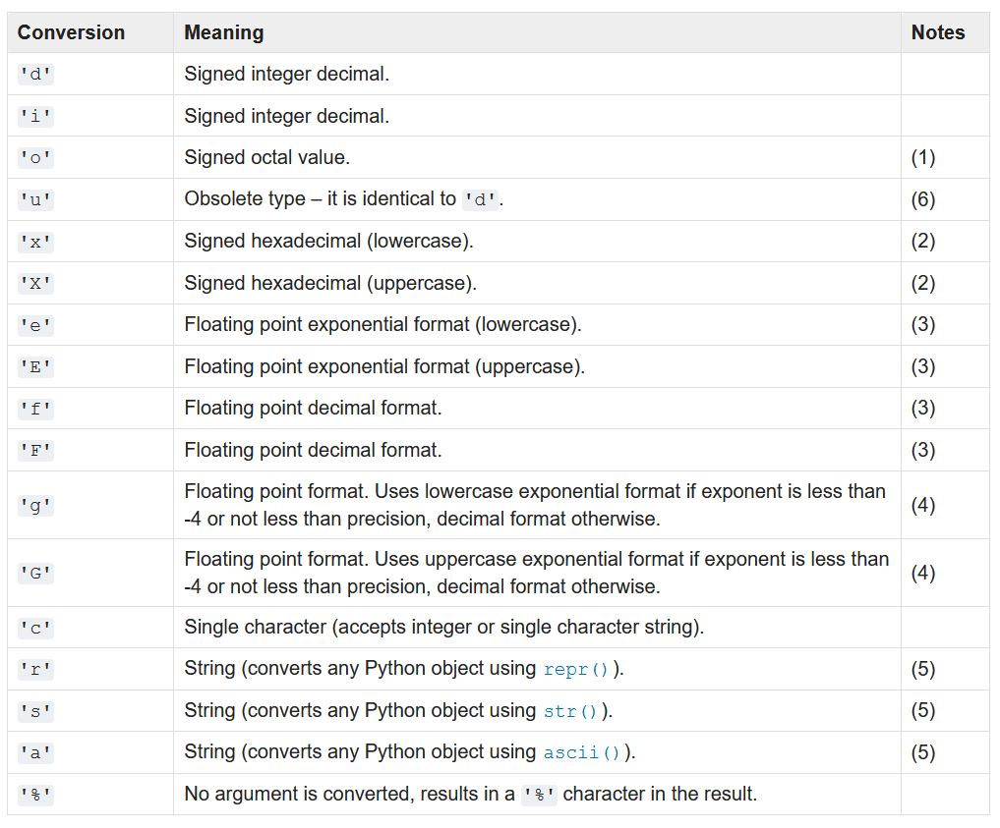 Conversion Meaning Notes
'd' Signed integer decimal.
'i' Signed integer decimal.
'o' Signed octal value. (1)
'u' Obsolete type – it is identical to 'd'. (6)
'x' Signed hexadecimal (lowercase). (2)
'X' Signed hexadecimal (uppercase). (2)
'e' Floating point exponential format (lowercase). (3)
'E' Floating point exponential format (uppercase). (3)
'f' Floating point decimal format. (3)
'F' Floating point decimal format. (3)
'g' Floating point format. Uses lowercase exponential format if exponent is less than
-4 or not less than precision, decimal format otherwise. (4)
'G' Floating point format. Uses uppercase exponential format if exponent is less than
-4 or not less than precision, decimal format otherwise. (4)
'c' Single character (accepts integer or single character string).
'r' String (converts any Python object using repr()). (5)
's' String (converts any Python object using str()). (5)
'a' String (converts any Python object using ascii()). (5)
'%' No argument is converted, results in a '%' character in the result.